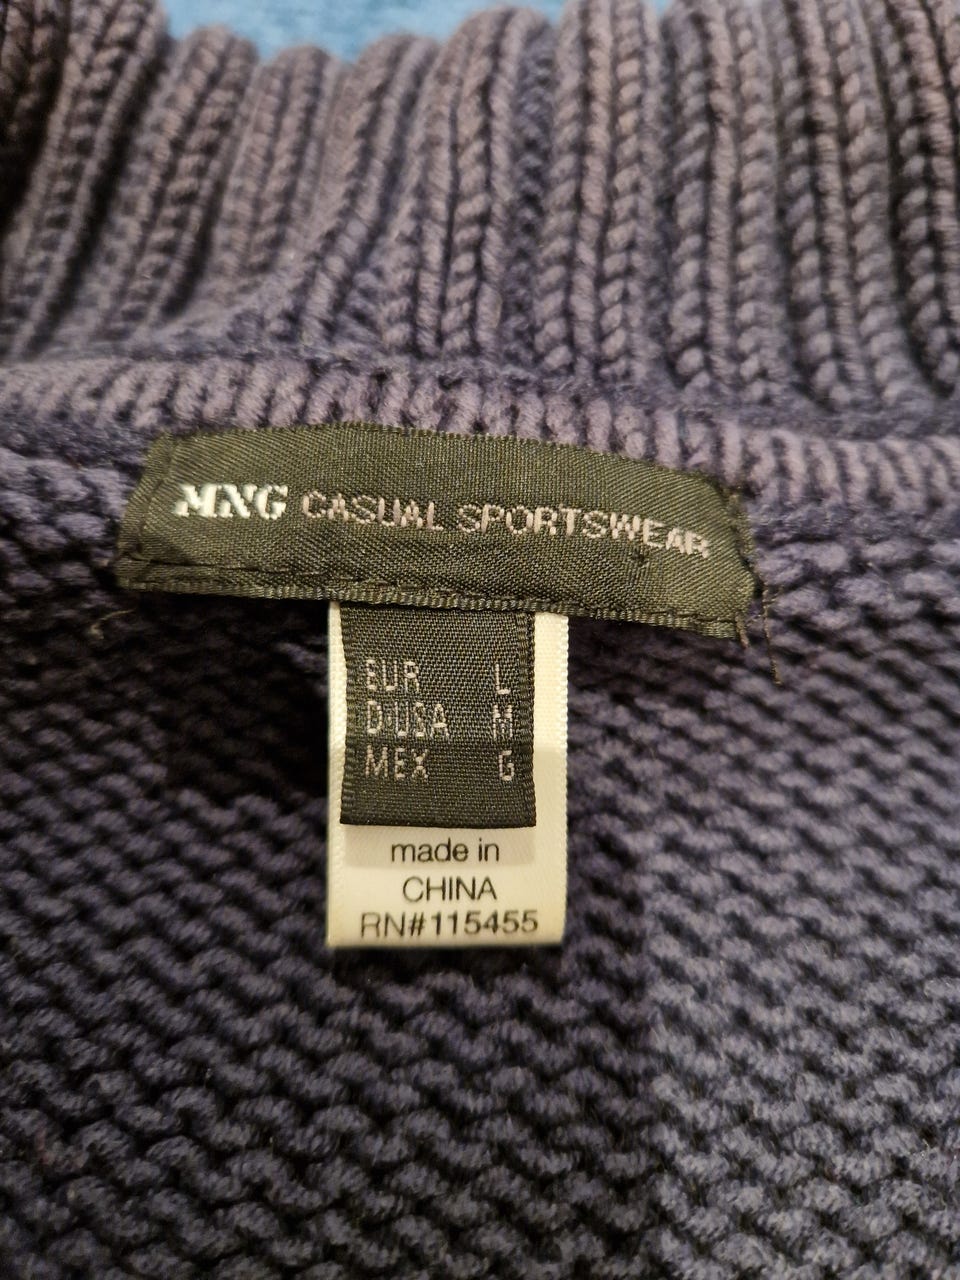 MNG CASUAL SPORTSWEAR
EUR L
D·USA M
MEX G
made in
CHINA
RN#115455